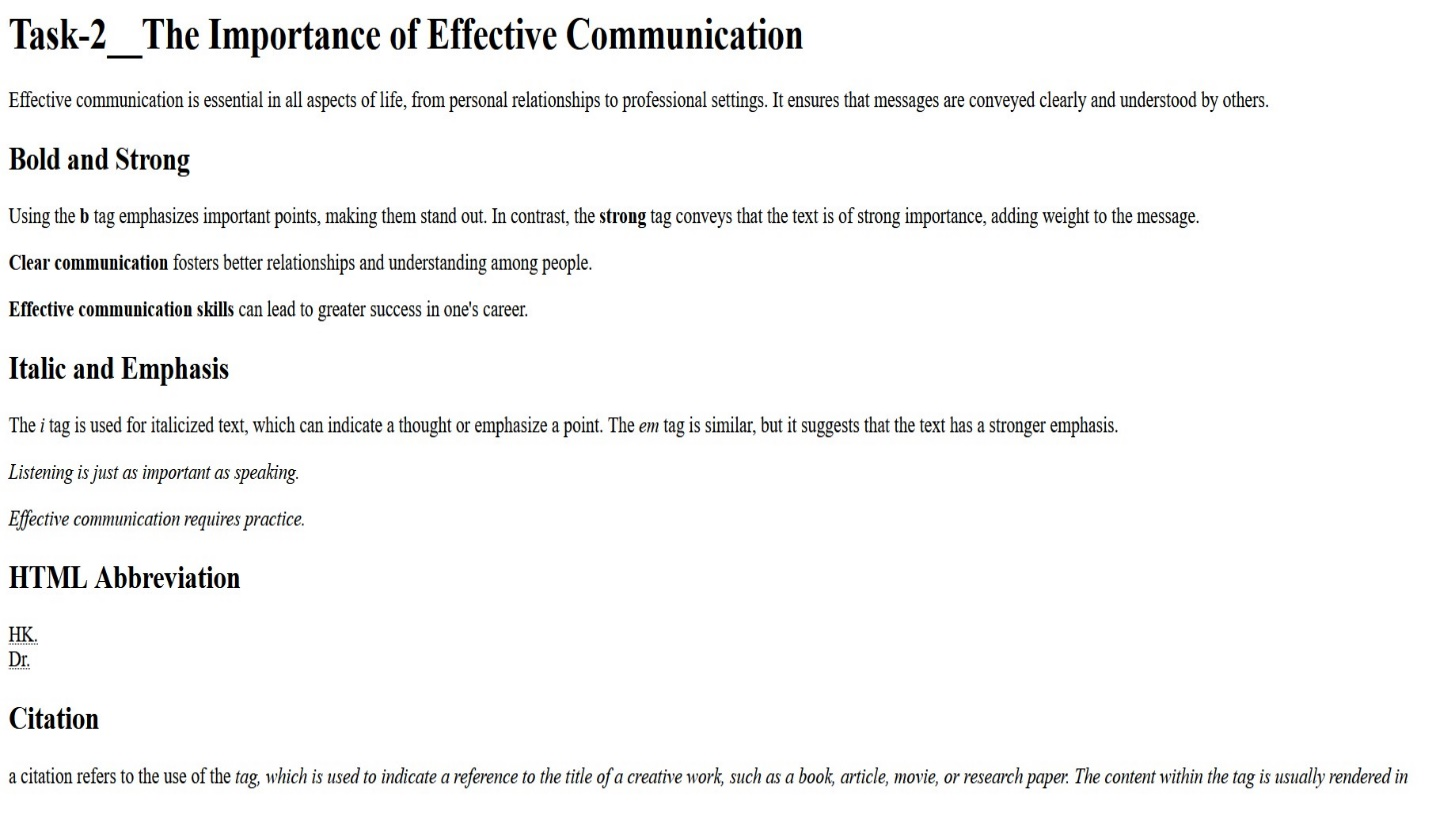 Task-2__The Importance of Effective Communication
Effective communication is essential in all aspects of life, from personal relationships to professional settings. It ensures that messages are conveyed clearly and understood by others.
Bold and Strong
Using the b tag emphasizes important points, making them stand out. In contrast, the strong tag conveys that the text is of strong importance, adding weight to the message.
Clear communication fosters better relationships and understanding among people.
Effective communication skills can lead to greater success in one's career.
Italic and Emphasis
The i tag is used for italicized text, which can indicate a thought or emphasize a point. The em tag is similar, but it suggests that the text has a stronger emphasis.
Listening is just as important as speaking.
Effective communication requires practice.
HTML Abbreviation
HK.
Dr.
Citation
a citation refers to the use of the tag, which is used to indicate a reference to the title of a creative work, such as a book, article, movie, or research paper. The content within the tag is usually rendered in